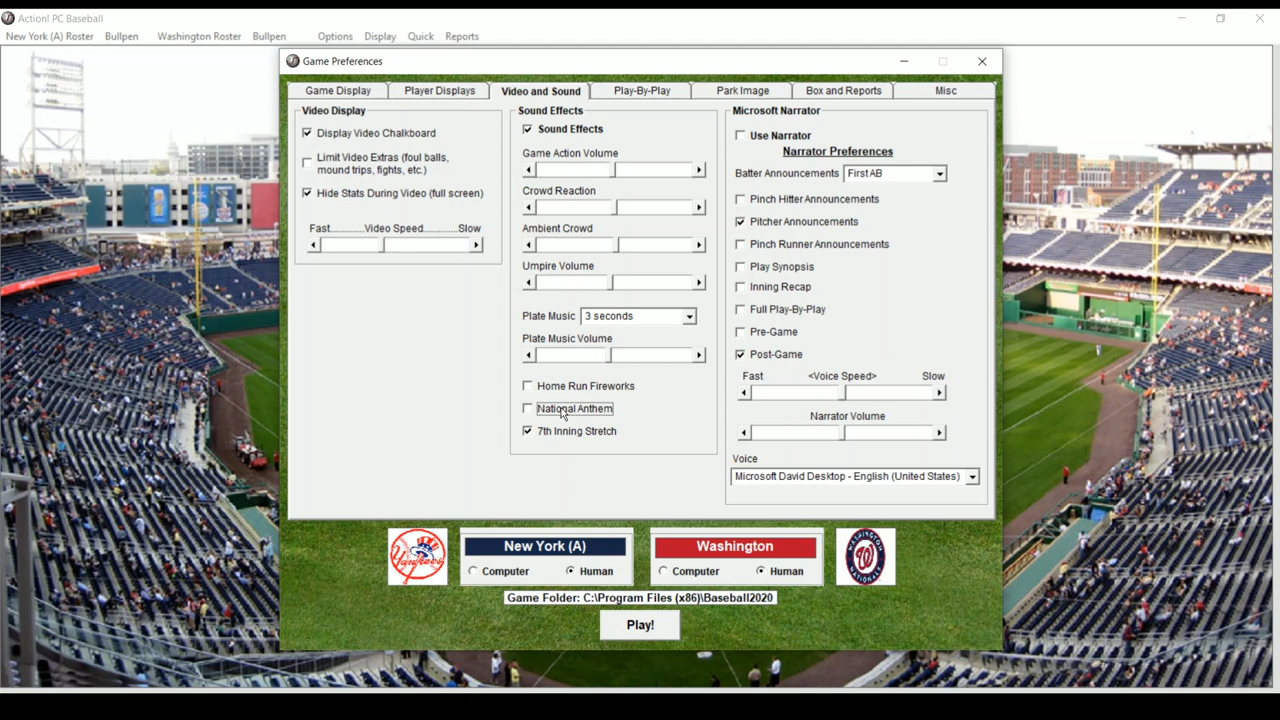 Action! PC Baseball
New York (A) Roster Bullpen Washington Roster Bullpen Options Display Quick Reports
Game Preferences
Game Display Player Displays Video and Sound Play-By-Play Park Image Box and Reports Misc
Video Display
Display Video Chalkboard
Limit Video Extras (foul balls,
mound trips, fights, etc.)
Hide Stats During Video (full screen)
Fast............Video Speed............Slow
Sound Effects
Sound Effects
Game Action Volume
Crowd Reaction
Ambient Crowd
Umpire Volume
Plate Music 3 seconds
Plate Music Volume
Home Run Fireworks
National Anthem
7th Inning Stretch
Microsoft Narrator
Use Narrator
Narrator Preferences
Batter Announcements First AB
Pinch Hitter Announcements
Pitcher Announcements
Pinch Runner Announcements
Play Synopsis
Inning Recap
Full Play-By-Play
Pre-Game
Post-Game
Fast <Voice Speed> Slow
Narrator Volume
Voice
Microsoft David Desktop - English (United States)
Yankees
New York (A)
Computer Human
Washington
Computer Human
WASHINGTON NATIONALS
Game Folder: C:\Program Files (x86)\Baseball2020
Play!